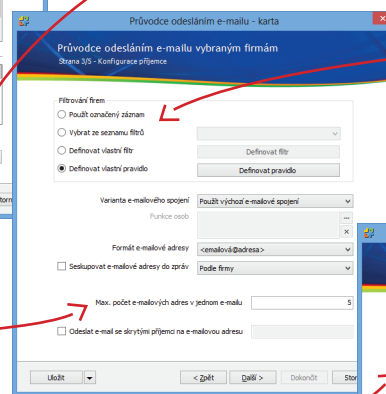 Průvodce odesláním e-mailu - karta
Průvodce odesláním e-mailu vybraným firmám
Strana 3/5 - Konfigurace příjemce
Filtrování firem
Použít označený záznam
Vybrat ze seznamu filtrů
Definovat vlastní filtr
Definovat filtr
Definovat vlastní pravidlo
Definovat pravidlo
Varianta e-mailového spojení
Použít výchozí e-mailové spojení
Funkce osob
Formát e-mailové adresy
<emailová@adresa>
Seskupovat e-mailové adresy do zpráv
Podle firmy
Max. počet e-mailových adres v jednom e-mailu
5
Odeslat e-mail se skrytými příjemci na e-mailovou adresu
Uložit
< Zpět
Další >
Dokončit
Stor
torn